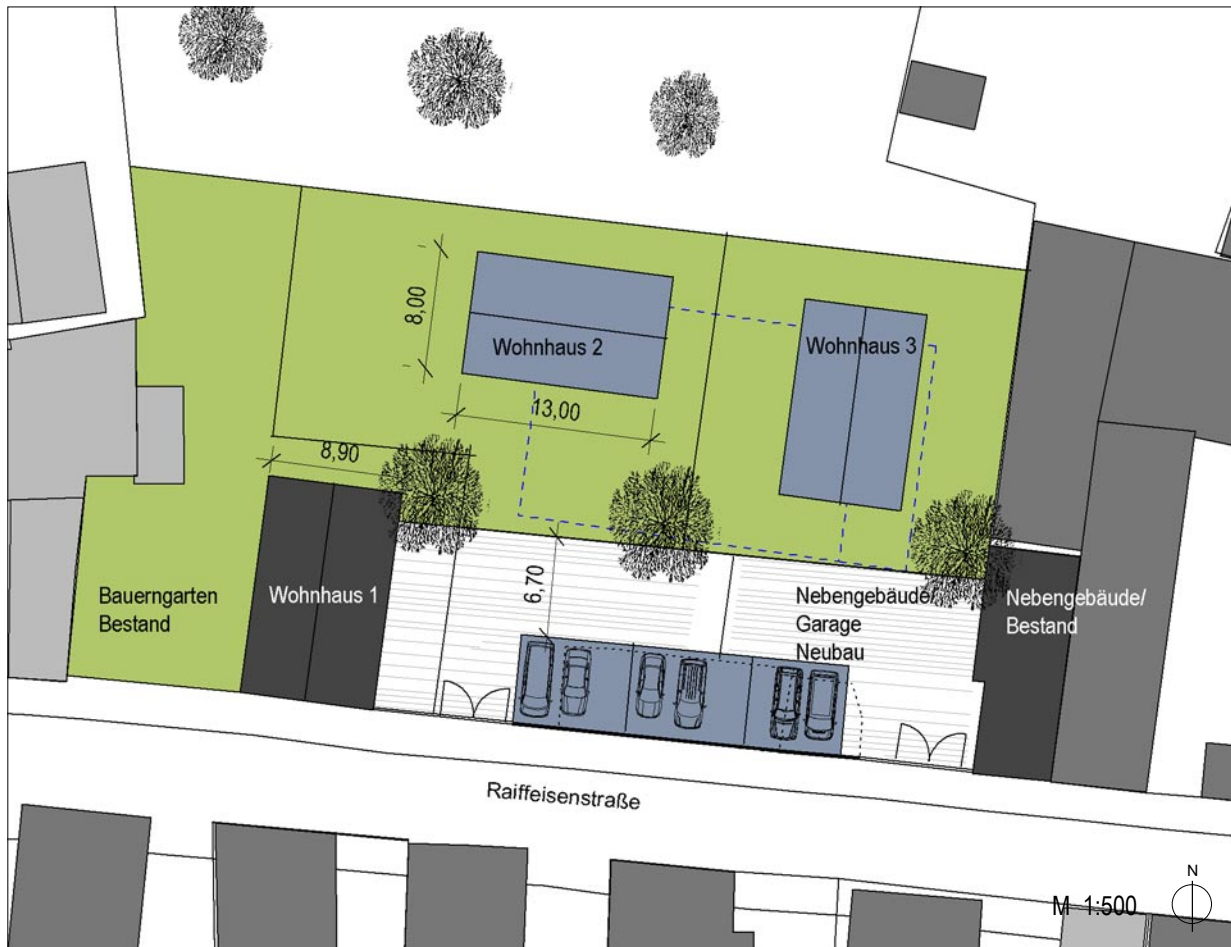 8,00
Wohnhaus 2
Wohnhaus 3
13,00
8,90
6,70
Bauerngarten
Bestand
Wohnhaus 1
Nebengebäude/
Garage
Neubau
Nebengebäude/
Bestand
Raiffeisenstraße
N
M 1:500